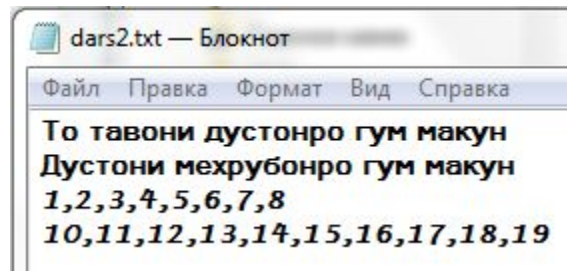 dars2.txt — Блокнот
Файл Правка Формат Вид Справка
То тавони дустонро гум макун
Дустони мехрубонро гум макун
1,2,3,4,5,6,7,8
10,11,12,13,14,15,16,17,18,19